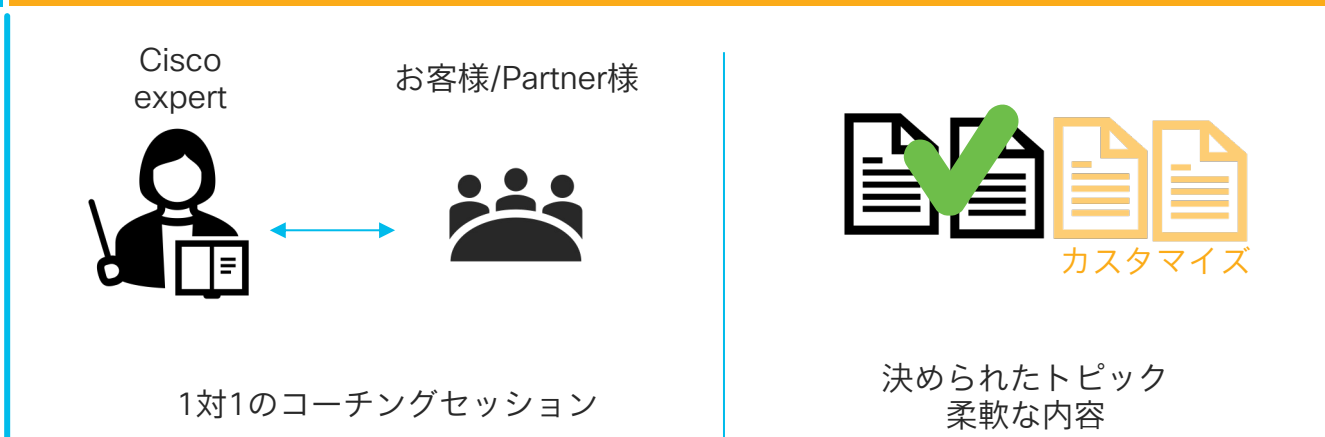 Cisco
expert
お客様/Partner様
1対1のコーチングセッション
カスタマイズ
決められたトピック
柔軟な内容